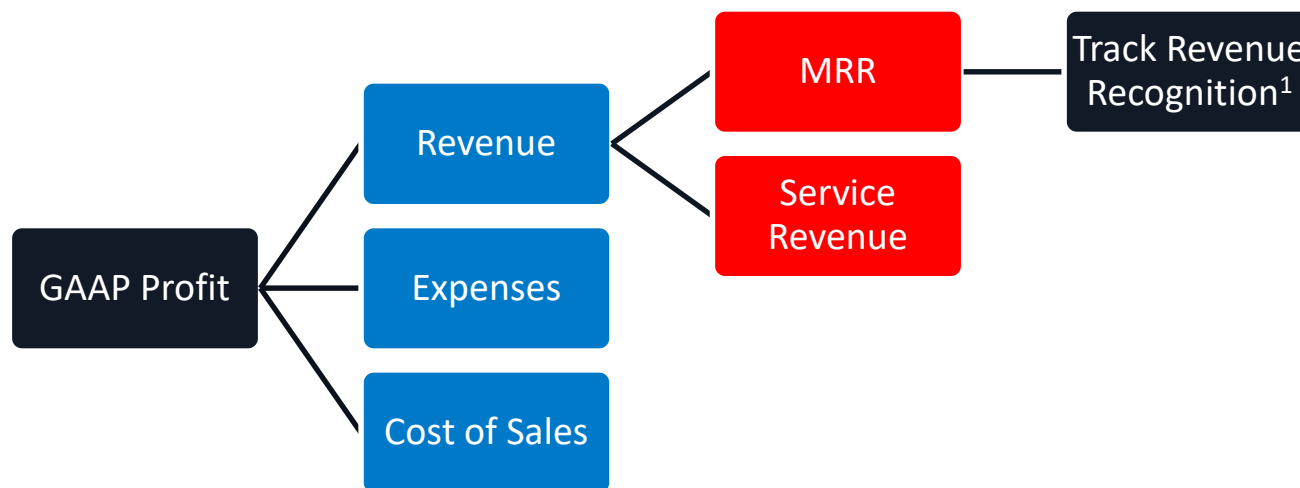 GAAP Profit
Revenue
Expenses
Cost of Sales
MRR
Service
Revenue
Track Revenue
Recognition¹